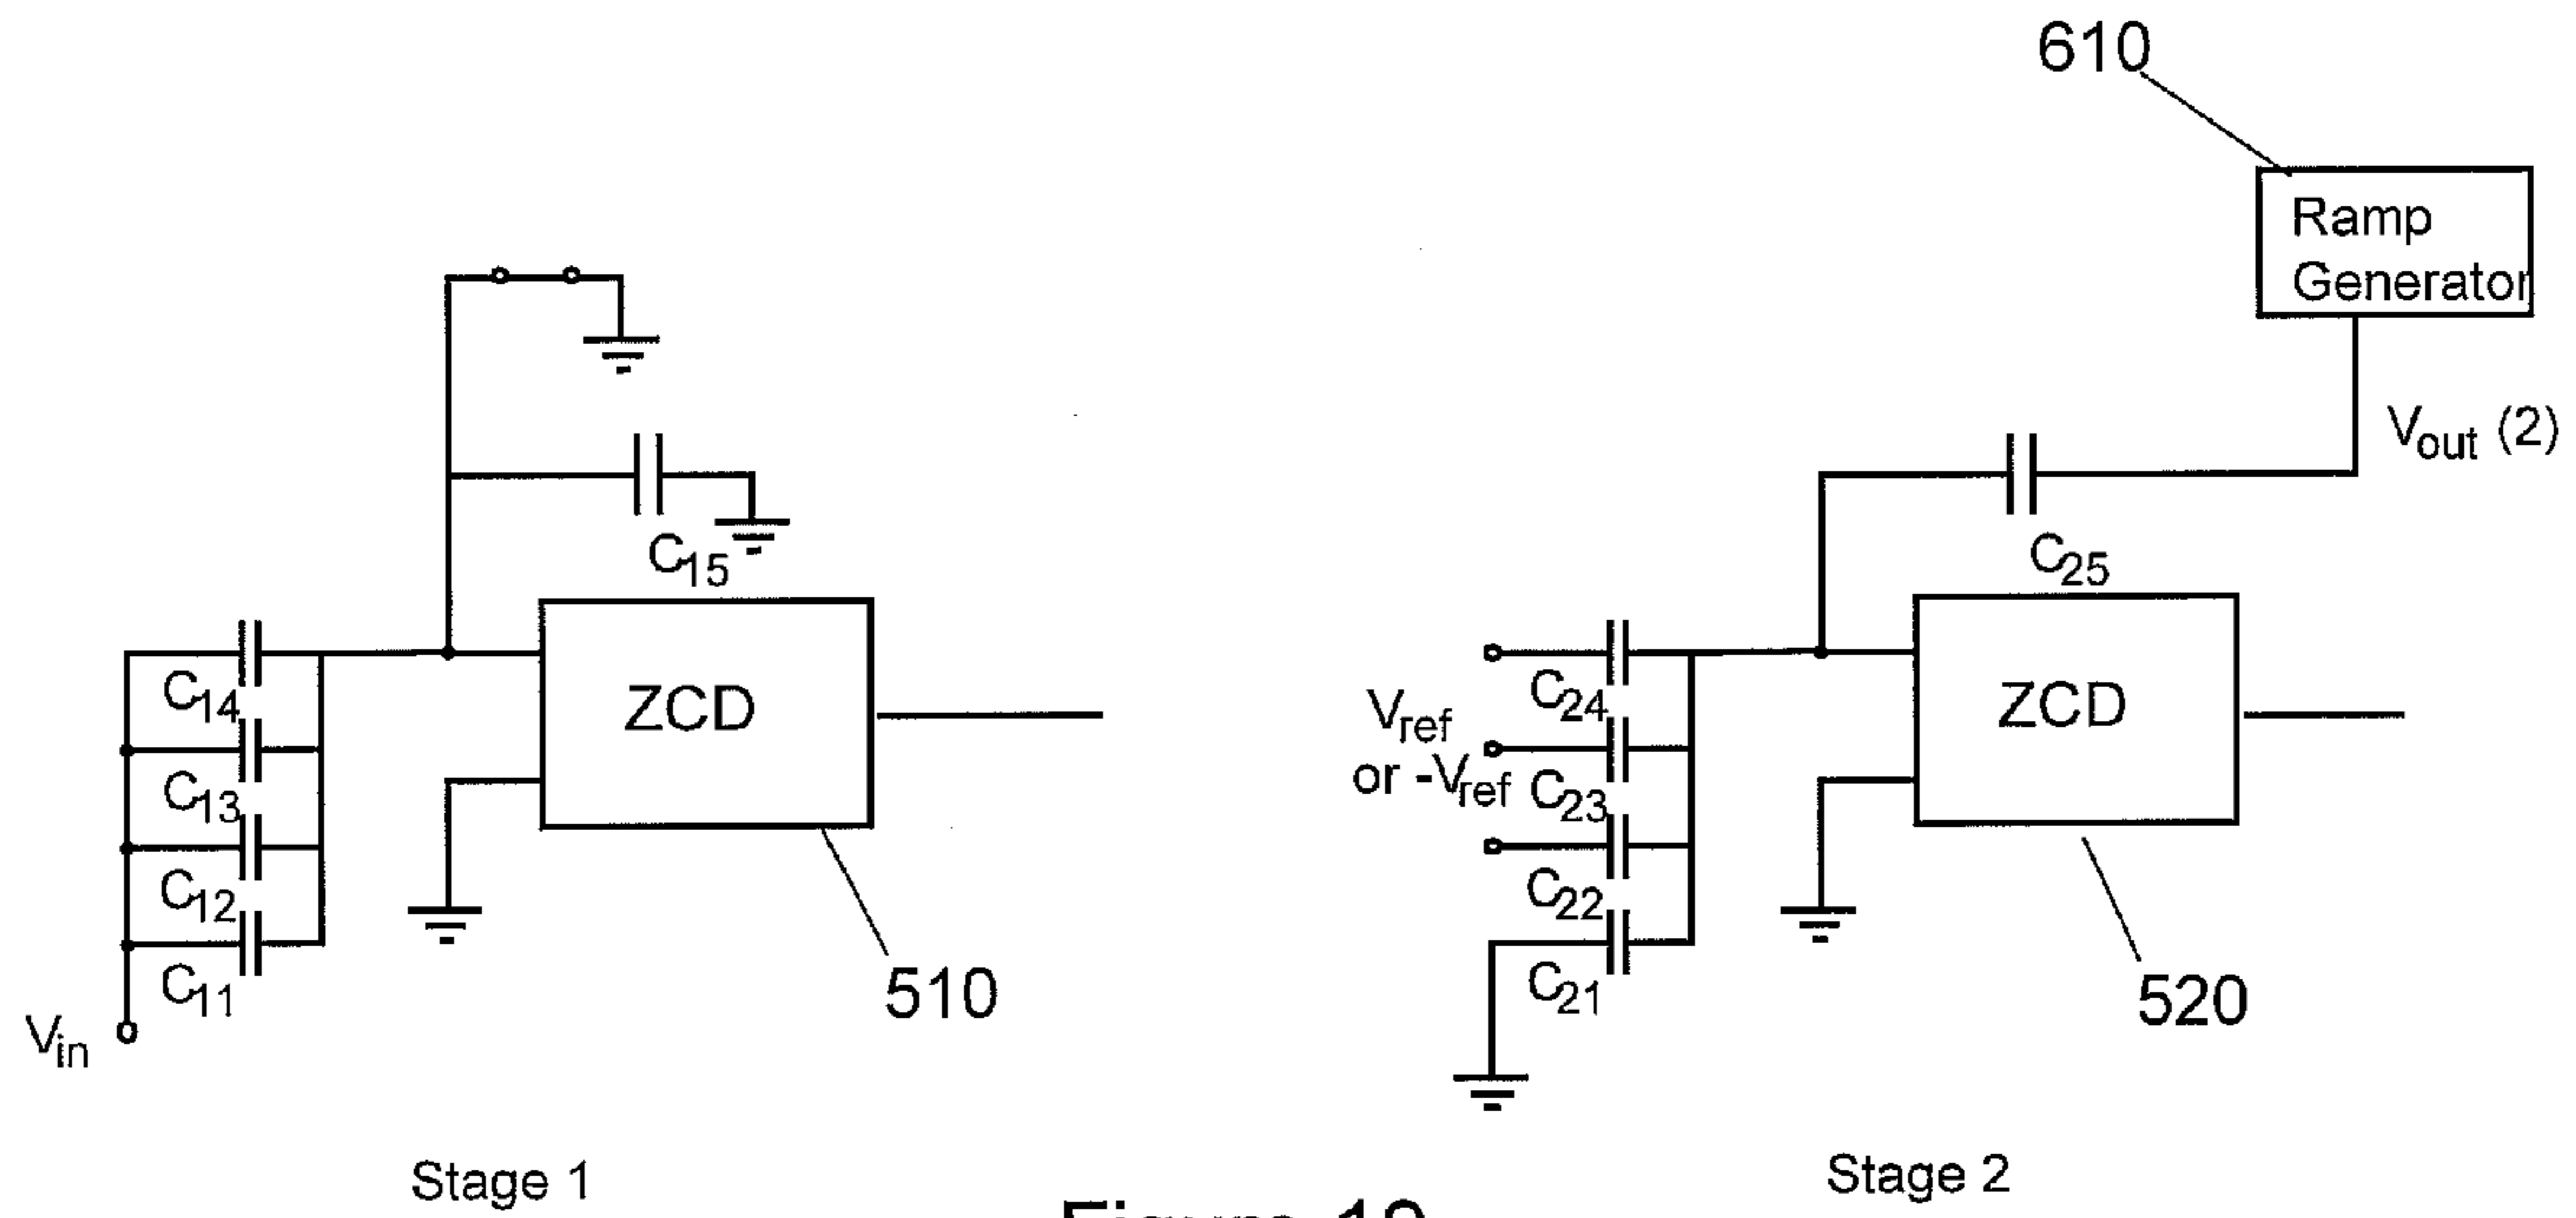 610
Ramp
Generator
Vout (2)
C15
C25
C14
ZCD
C13
C12
C11
Vin
510
Vref
or -Vref
C24
ZCD
C23
C22
C21
520
Stage 1
Stage 2